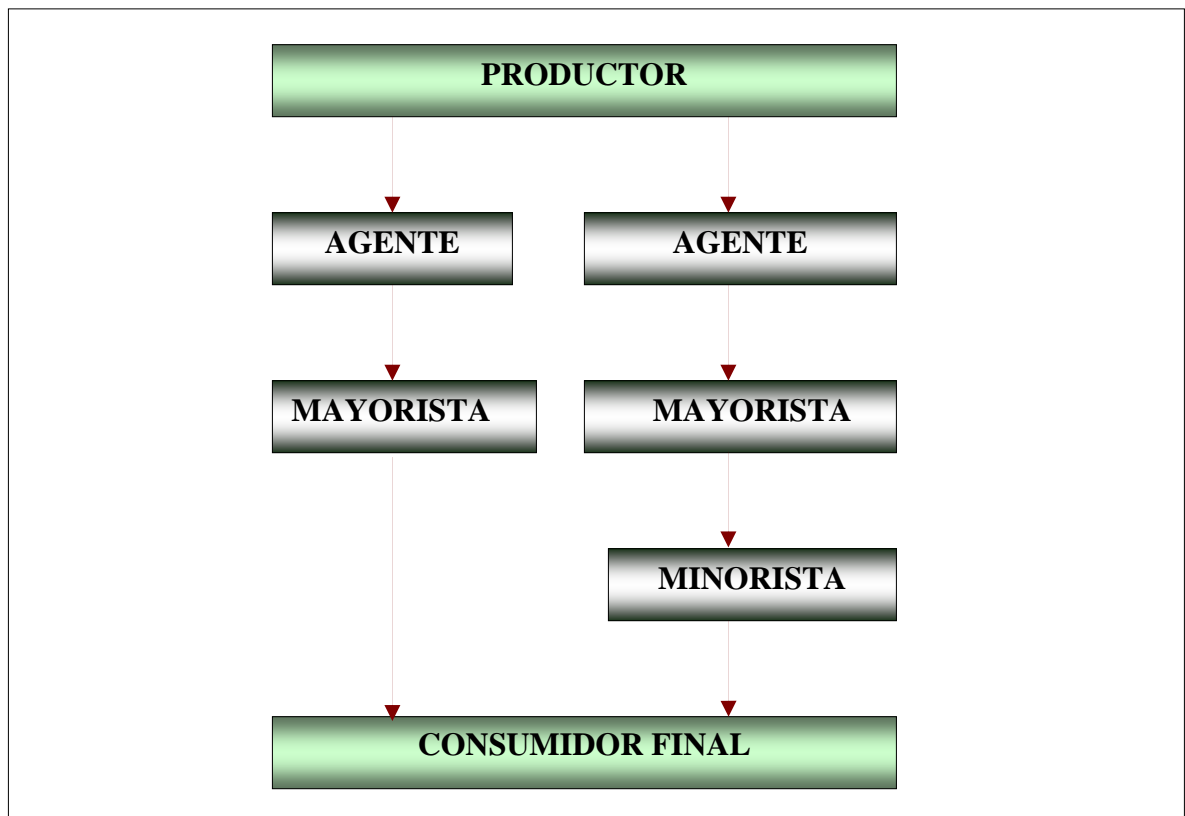 PRODUCTOR
AGENTE
AGENTE
MAYORISTA
MAYORISTA
MINORISTA
CONSUMIDOR FINAL